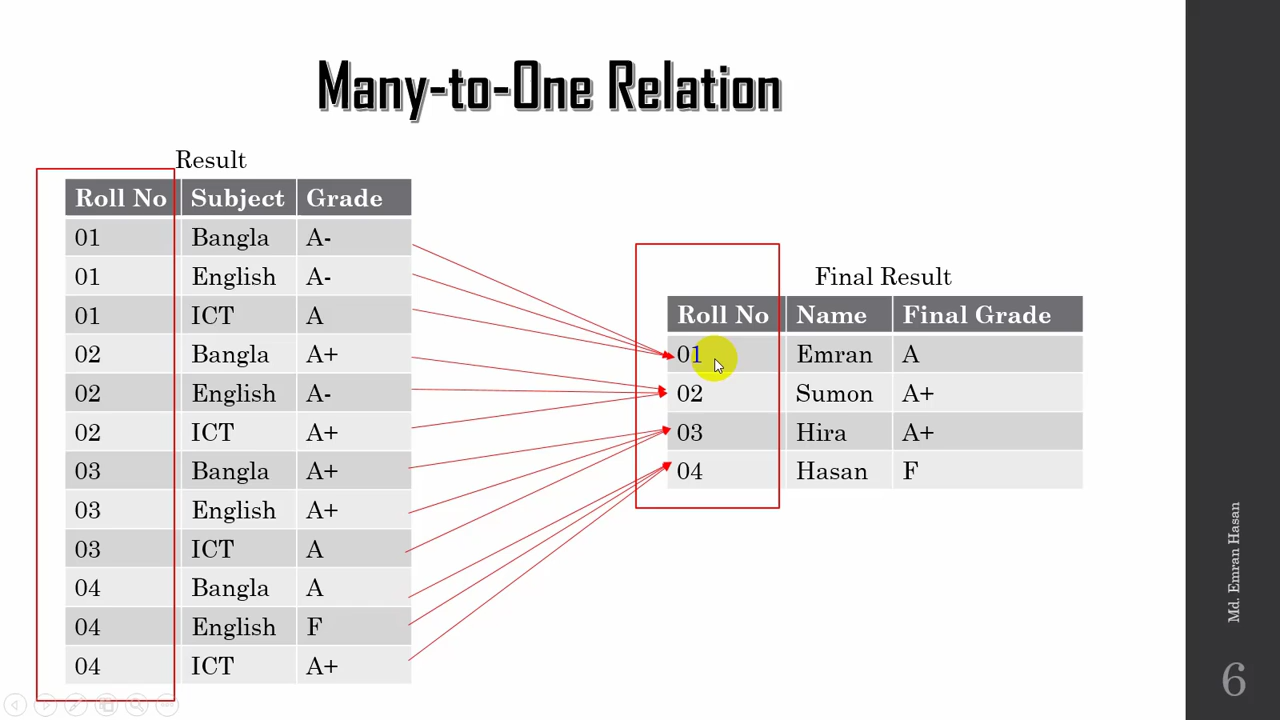 Many-to-One Relation
Result
Roll No Subject Grade
01 Bangla A-
01 English A-
01 ICT A
02 Bangla A+
02 English A-
02 ICT A+
03 Bangla A+
03 English A+
03 ICT A
04 Bangla A
04 English F
04 ICT A+
Final Result
Roll No Name Final Grade
01 Emran A
02 Sumon A+
03 Hira A+
04 Hasan F
Md. Emran Hasan
6